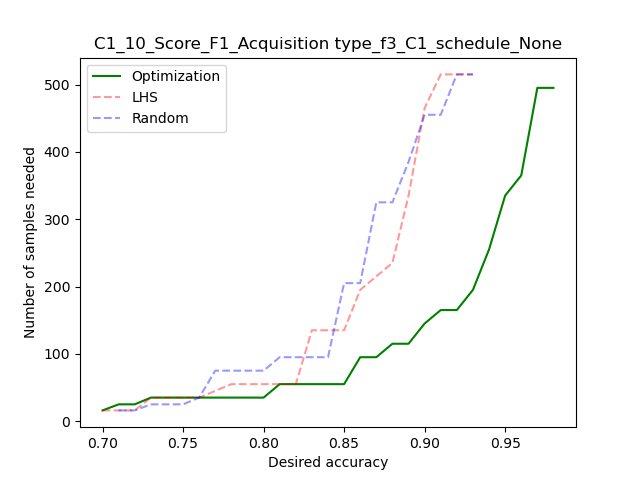 C1_10_Score_F1_Acquisition type_f3_C1_schedule_None
Optimization
LHS
Random
Number of samples needed
500
400
300
200
100
0
0.70 0.75 0.80 0.85 0.90 0.95
Desired accuracy